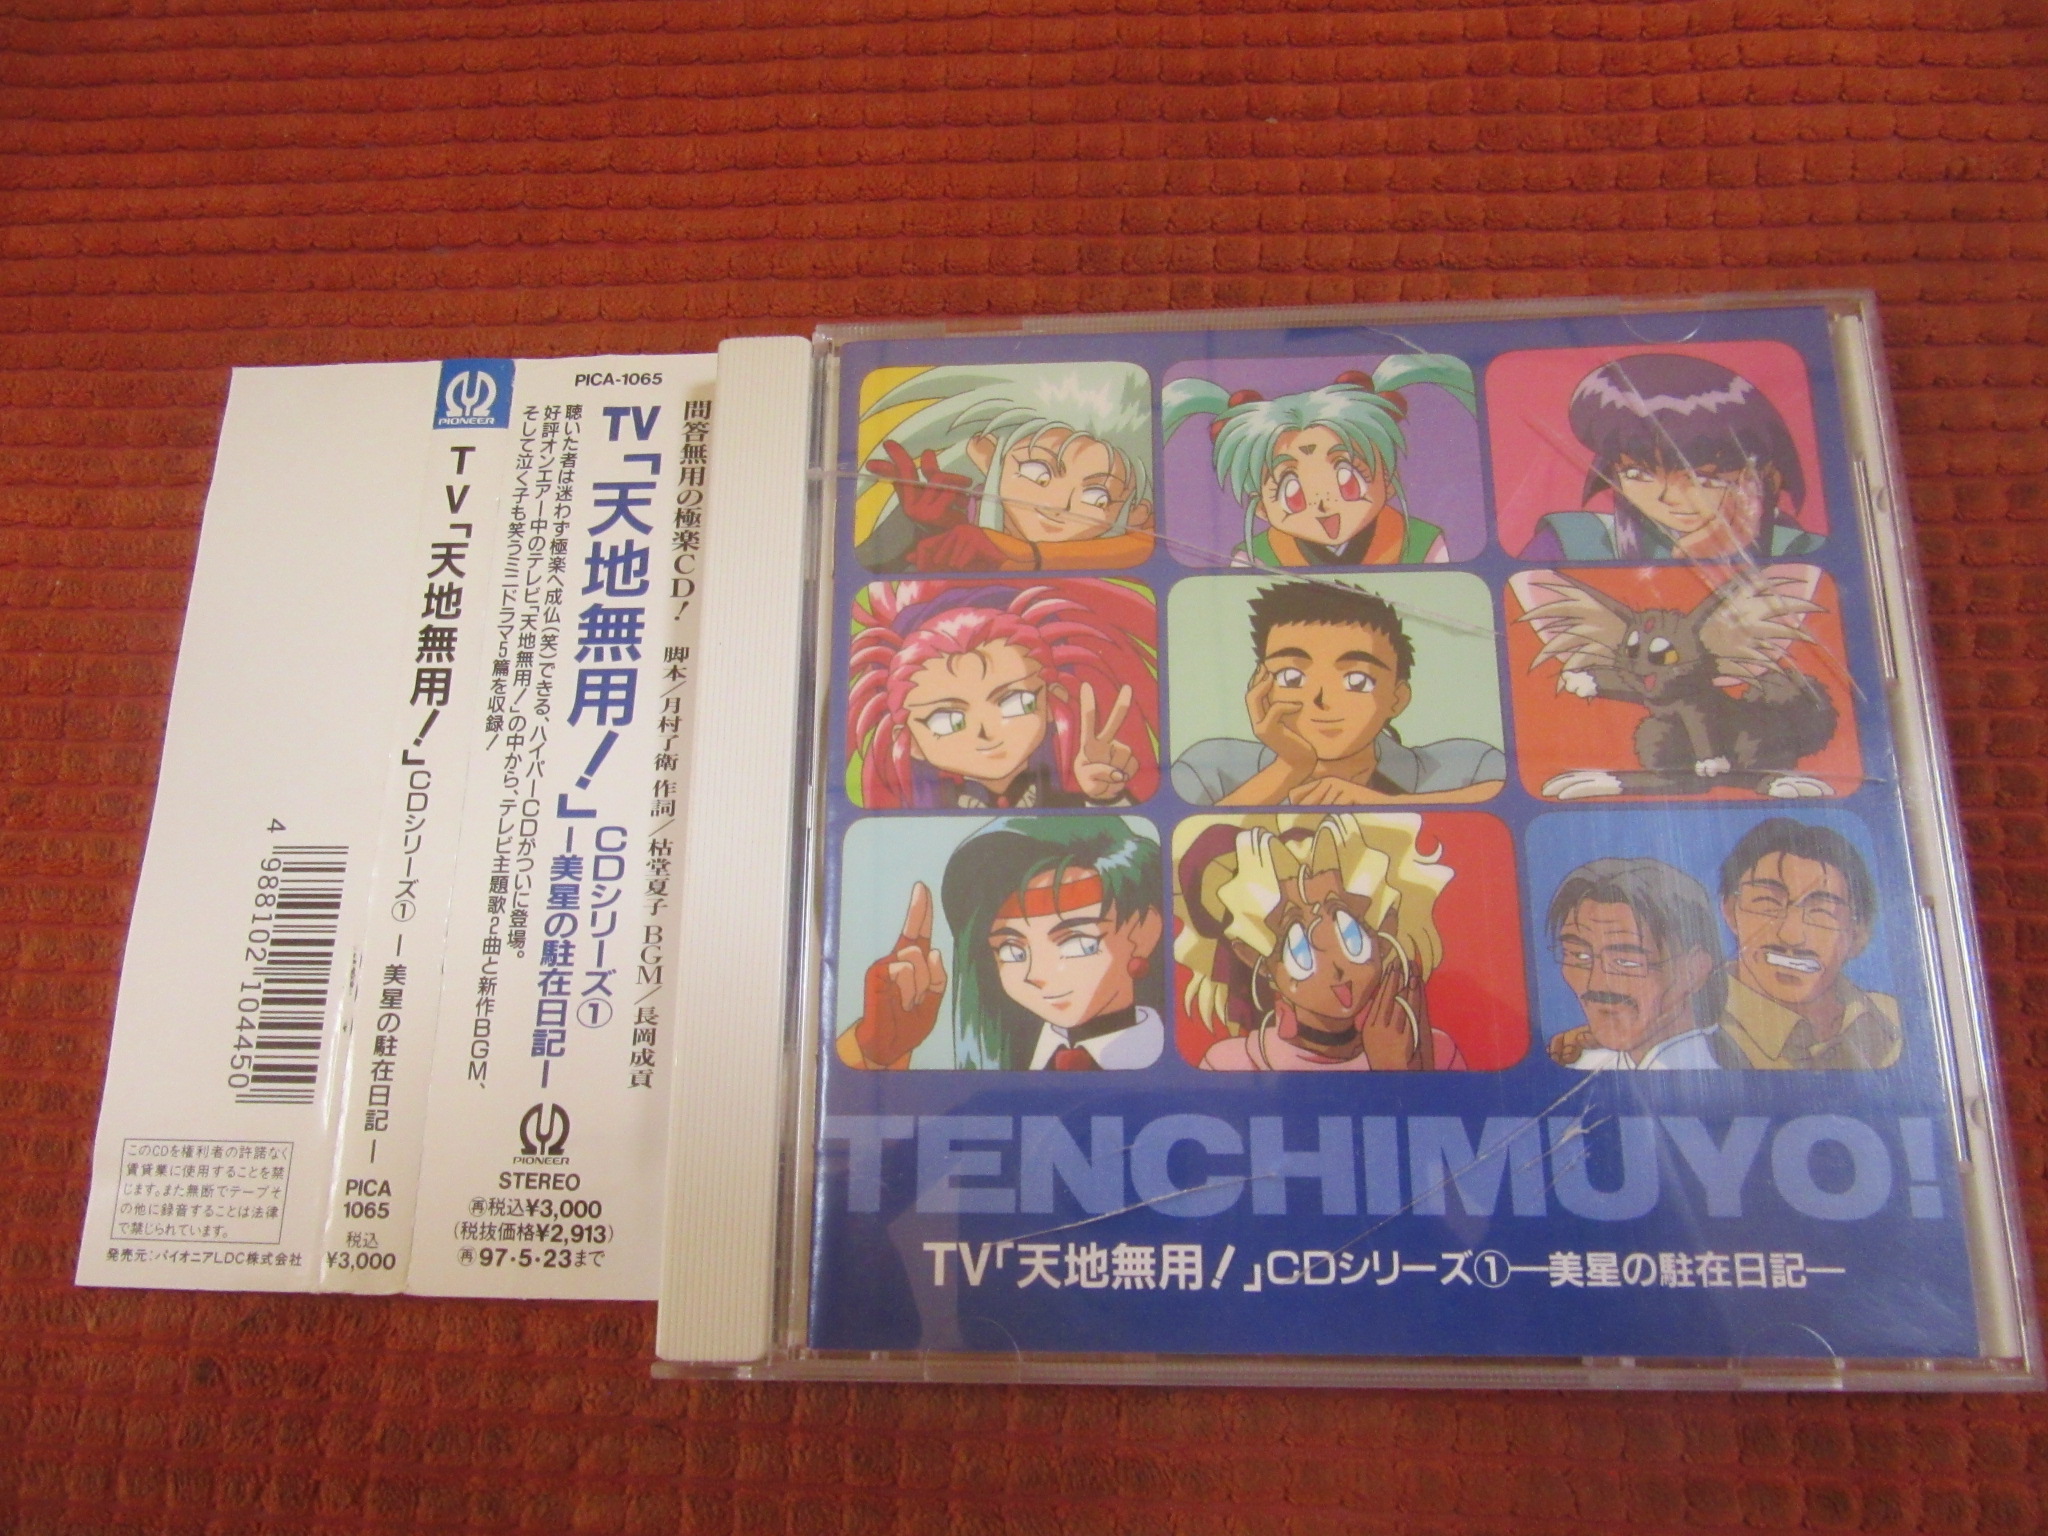 PICA-1065
問答無用の極楽CD! 脚本/月村了衛 作詞/枯堂夏子 BGM/長岡成貢
TV「天地無用!」CDシリーズ①
ー美星の駐在日記ー
聴いた者は迷わず極楽へ成仏(笑)できる、ハイパーCDがついに登場。
好評オンエアー中のテレビ「天地無用!」の中から、テレビ主題歌2曲と新作BGM、
そして泣く子も笑うミニドラマ5篇を収録!
PIONEER
STEREO
再税込¥3,000
(税抜価格¥2,913)
再97・5・23まで
PIONEER
TV「天地無用!」CDシリーズ①ー美星の駐在日記ー
PICA
1065
税込
¥3,000
4 988102 104450
このCDを権利者の許諾なく
賃貸業に使用することを禁
じます。また無断でテープそ
の他に録音することは法律
で禁じられています。
発売元:パイオニアLDC株式会社
TENCHIMUYO!
TV「天地無用!」CDシリーズ①ー美星の駐在日記ー